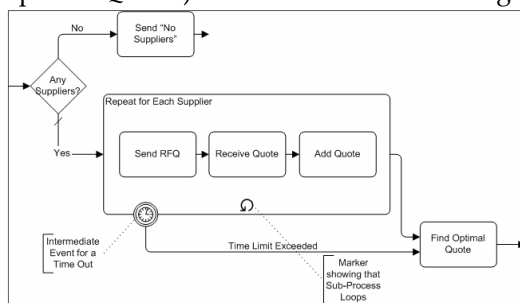 No
Send "No
Suppliers"
Any
Suppliers?
Yes
Repeat for Each Supplier
Send RFQ
Receive Quote
Add Quote
Intermediate
Event for a
Time Out
Time Limit Exceeded
Marker
showing that
Sub-Process
Loops
Find Optimal
Quote